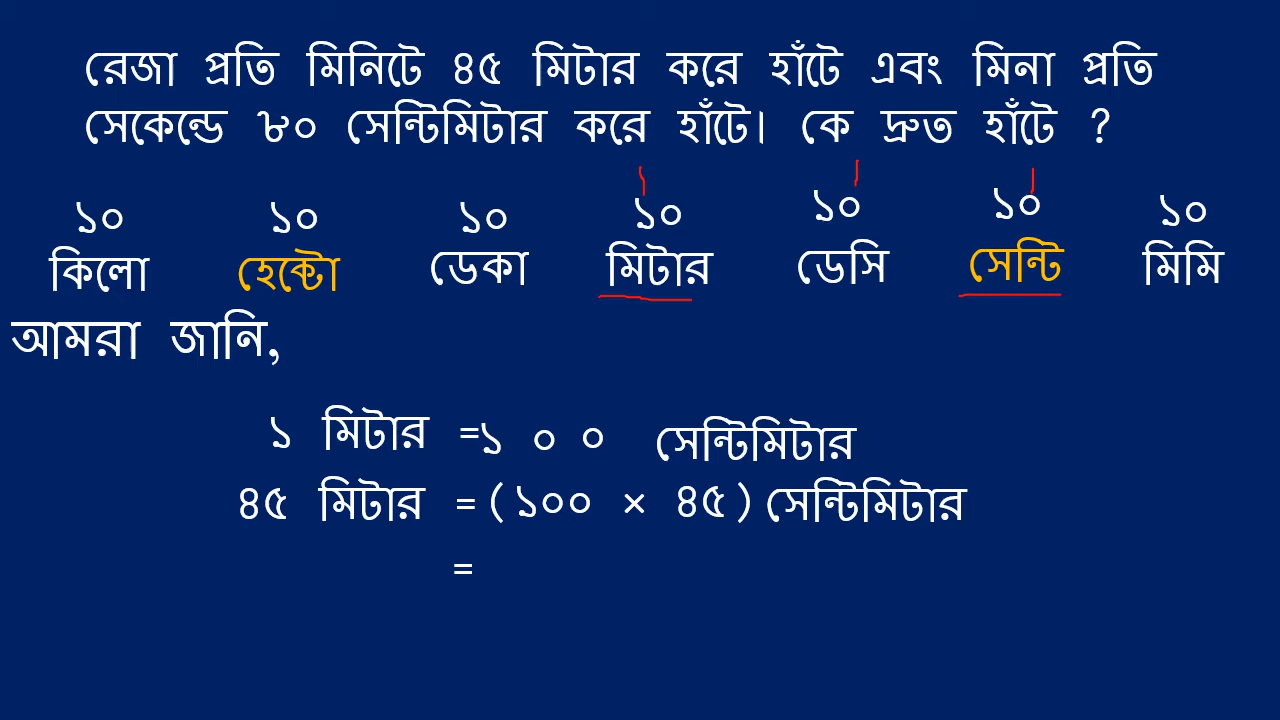 রেজা প্রতি মিনিটে ৪৫ মিটার করে হাঁটে এবং মিনা প্রতি
সেকেন্ডে ৮০ সেন্টিমিটার করে হাঁটে। কে দ্রুত হাঁটে ?
১০ ১০ ১০ ১০ ১০ ১০ ১০
কিলো হেক্টো ডেকা মিটার ডেসি সেন্টি মিমি
আমরা জানি,
১ মিটার =১ ০ ০ সেন্টিমিটার
৪৫ মিটার = ( ১০০ × ৪৫ ) সেন্টিমিটার
=